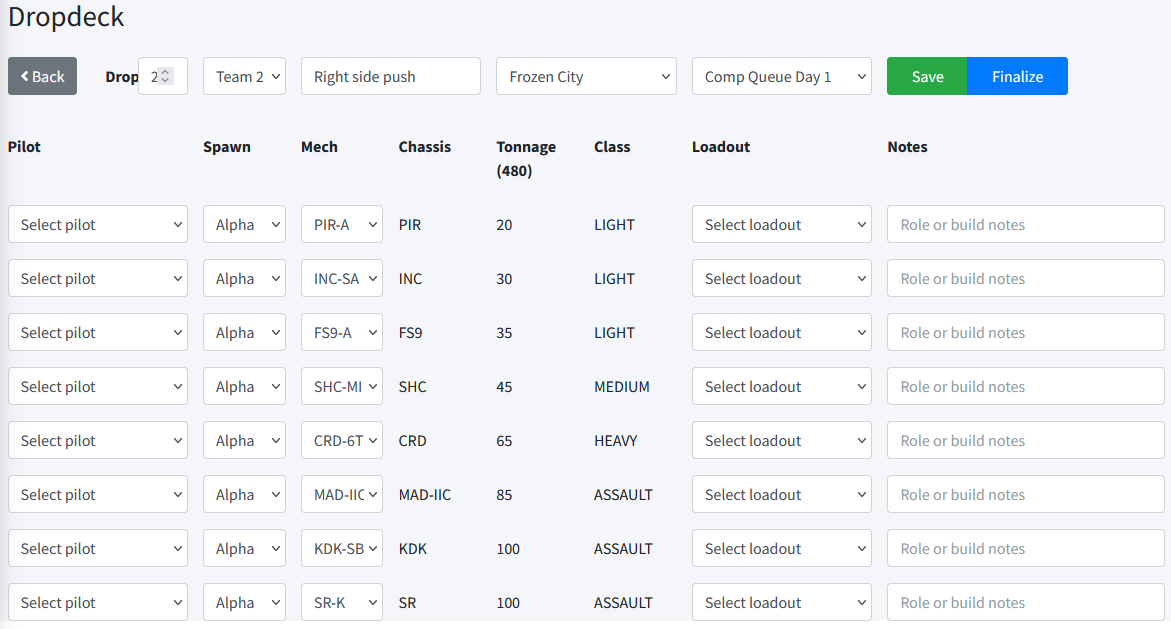 Dropdeck
Back Drop 2 Team 2 Right side push Frozen City Comp Queue Day 1 Save Finalize
Pilot Spawn Mech Chassis Tonnage Class Loadout Notes
(480)
Select pilot Alpha PIR-A PIR 20 LIGHT Select loadout Role or build notes
Select pilot Alpha INC-SA INC 30 LIGHT Select loadout Role or build notes
Select pilot Alpha FS9-A FS9 35 LIGHT Select loadout Role or build notes
Select pilot Alpha SHC-MI SHC 45 MEDIUM Select loadout Role or build notes
Select pilot Alpha CRD-6T CRD 65 HEAVY Select loadout Role or build notes
Select pilot Alpha MAD-IIC MAD-IIC 85 ASSAULT Select loadout Role or build notes
Select pilot Alpha KDK-SB KDK 100 ASSAULT Select loadout Role or build notes
Select pilot Alpha SR-K SR 100 ASSAULT Select loadout Role or build notes